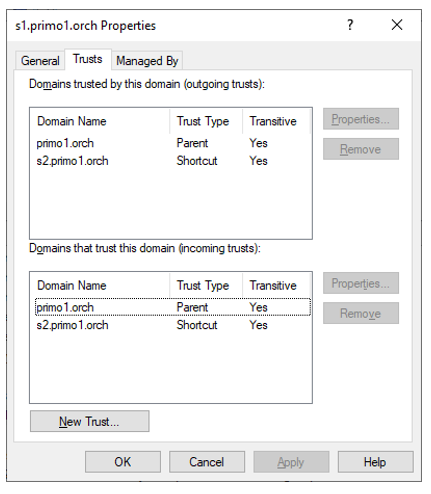 s1.primo1.orch Properties ? ×
General Trusts Managed By
Domains trusted by this domain (outgoing trusts):
Domain Name Trust Type Transitive Properties...
primo1.orch Parent Yes
s2.primo1.orch Shortcut Yes Remove
Domains that trust this domain (incoming trusts):
Domain Name Trust Type Transitive Properties...
primo1.orch Parent Yes Remove
s2.primo1.orch Shortcut Yes
New Trust...
OK Cancel Apply Help